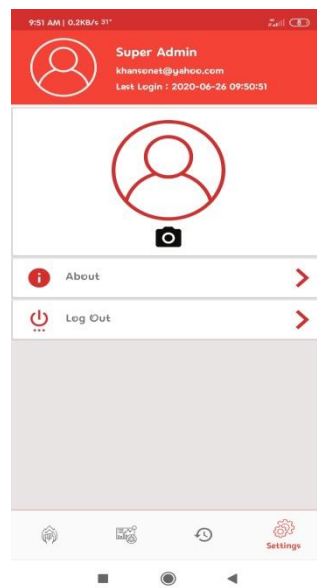 9:51 AM | 0.2KB/s 31°
Super Admin
khansonet@yahoo.com
Last Login : 2020-06-26 09:50:51
About
Log Out
Settings